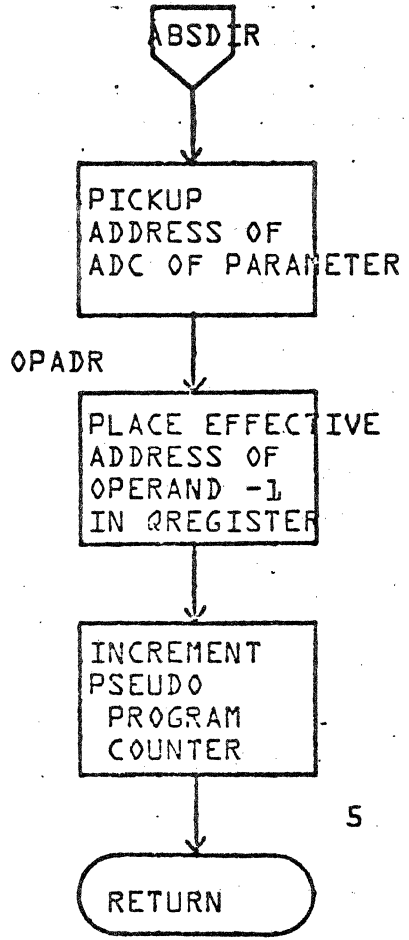 ABSDIR
PICKUP
ADDRESS OF
ADC OF PARAMETER
OPADR
PLACE EFFECTIVE
ADDRESS OF
OPERAND -1
IN QREGISTER
INCREMENT
PSEUDO
PROGRAM
COUNTER
5
RETURN